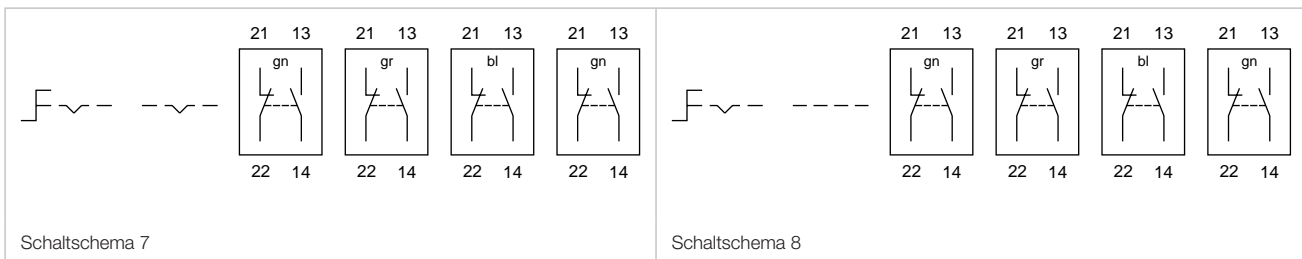 21 13 21 13 21 13 21 13
gn gr bl gn
22 14 22 14 22 14 22 14
Schaltschema 7
21 13 21 13 21 13 21 13
gn gr bl gn
22 14 22 14 22 14 22 14
Schaltschema 8